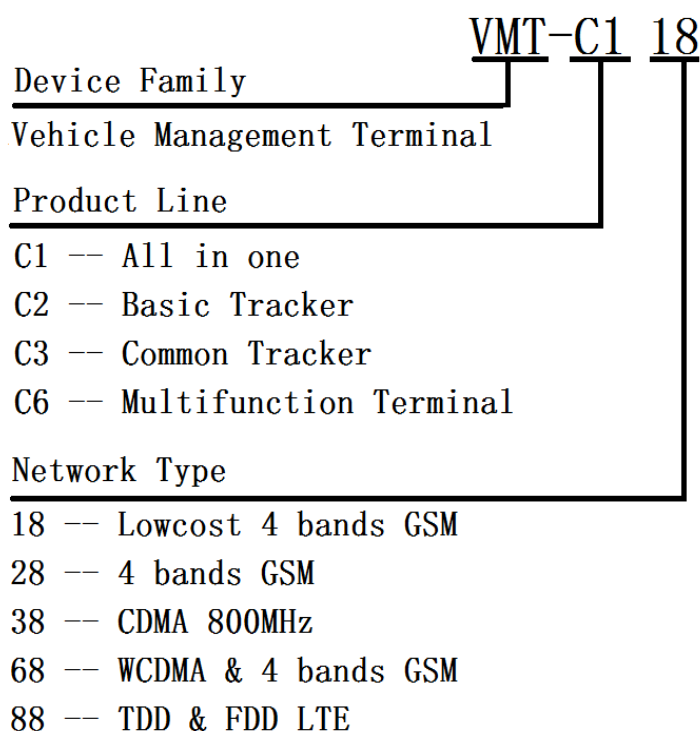 VMT-C1 18
Device Family
Vehicle Management Terminal
Product Line
C1 -- All in one
C2 -- Basic Tracker
C3 -- Common Tracker
C6 -- Multifunction Terminal
Network Type
18 -- Lowcost 4 bands GSM
28 -- 4 bands GSM
38 -- CDMA 800MHz
68 -- WCDMA & 4 bands GSM
88 -- TDD & FDD LTE